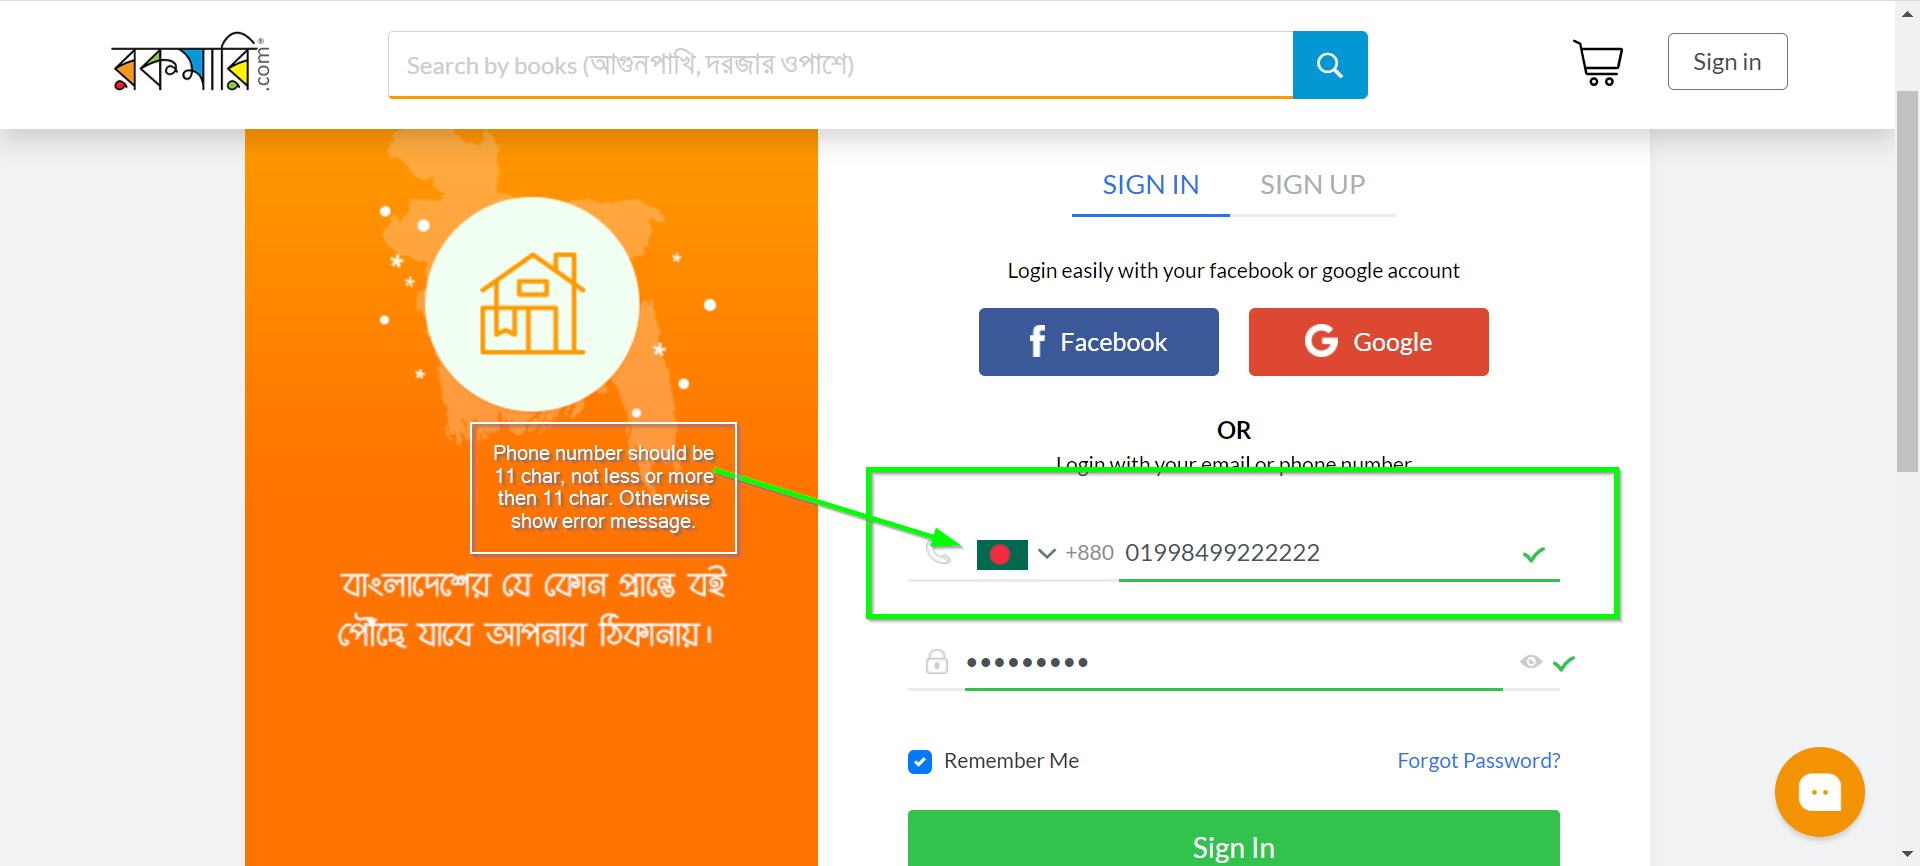 রকমারি
.com
Search by books (আগুনপাখি, দরজার ওপাশে)
Sign in
SIGN IN
SIGN UP
Login easily with your facebook or google account
f Facebook
G Google
OR
Login with your email or phone number
Phone number should be
11 char, not less or more
then 11 char. Otherwise
show error message.
+880 01998499222222
বাংলাদেশের যে কোন প্রান্তে বই
পৌঁছে যাবে আপনার ঠিকানায়।
•••••••••
Remember Me
Forgot Password?
Sign In